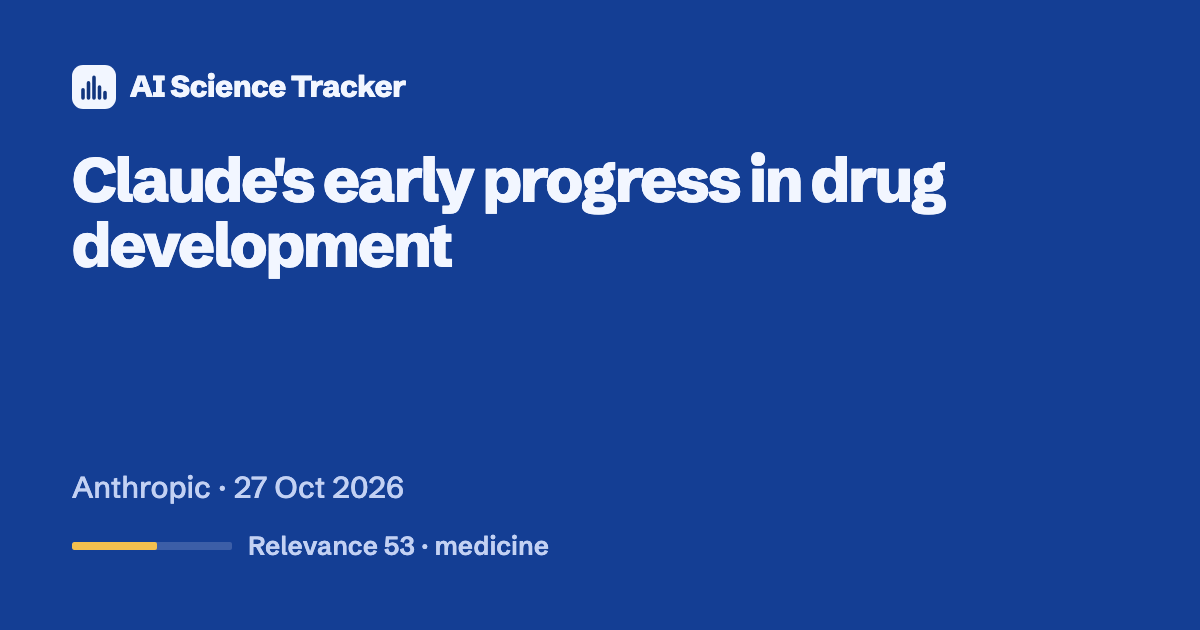 AI Science Tracker
Claude's early progress in drug
development
Anthropic · 27 Oct 2026
Relevance 53 · medicine